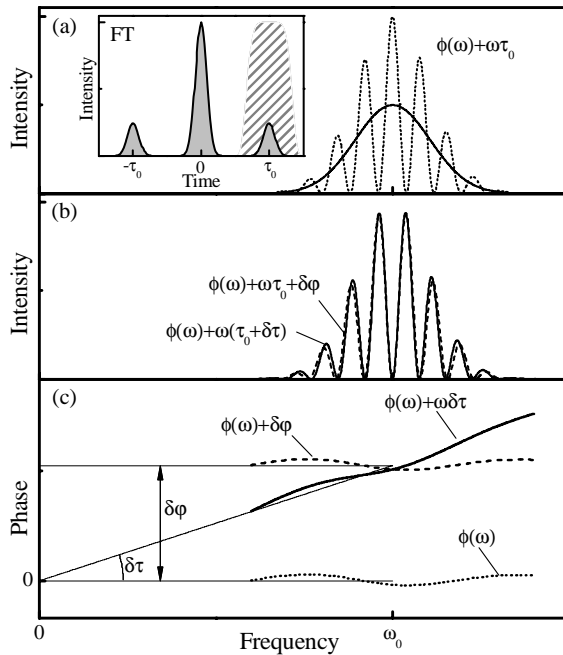 (a)
FT
Intensity
-τ₀
0
τ₀
Time
ϕ(ω)+ωτ₀
Intensity
(b)
ϕ(ω)+ωτ₀+δφ
ϕ(ω)+ω(τ₀+δτ)
Intensity
(c)
ϕ(ω)+δφ
ϕ(ω)+ωδτ
δφ
δτ
ϕ(ω)
Phase
0
0
Frequency
ω₀